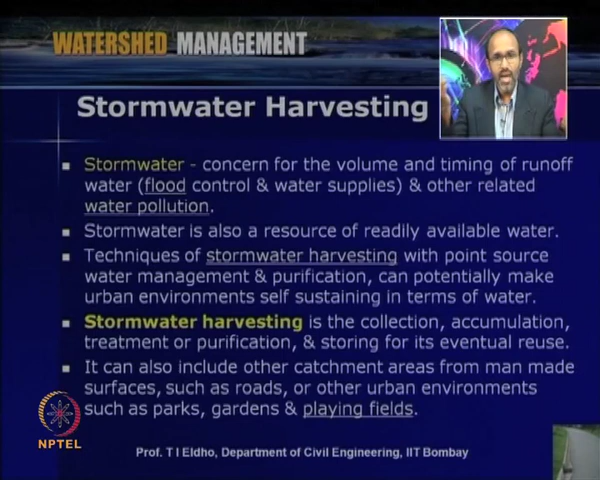 WATERSHED MANAGEMENT
Stormwater Harvesting
Stormwater - concern for the volume and timing of runoff
water (flood control & water supplies) & other related
water pollution.
Stormwater is also a resource of readily available water.
Techniques of stormwater harvesting with point source
water management & purification, can potentially make
urban environments self sustaining in terms of water.
Stormwater harvesting is the collection, accumulation,
treatment or purification, & storing for its eventual reuse.
It can also include other catchment areas from man made
surfaces, such as roads, or other urban environments
such as parks, gardens & playing fields.
NPTEL
Prof. T I Eldho, Department of Civil Engineering, IIT Bombay